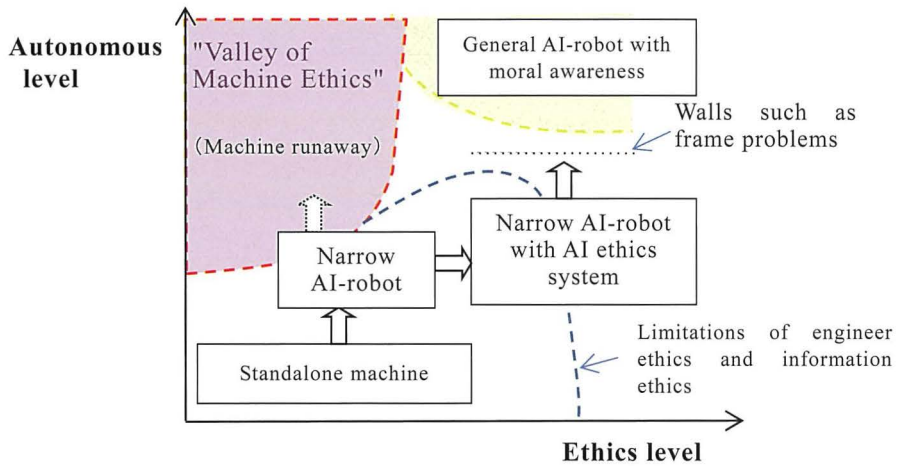 Autonomous
level
"Valley of
Machine Ethics"
(Machine runaway)
General AI-robot with
moral awareness
Walls such as
frame problems
Narrow
AI-robot
Narrow AI-robot
with AI ethics
system
Standalone machine
Limitations of engineer
ethics and information
ethics
Ethics level